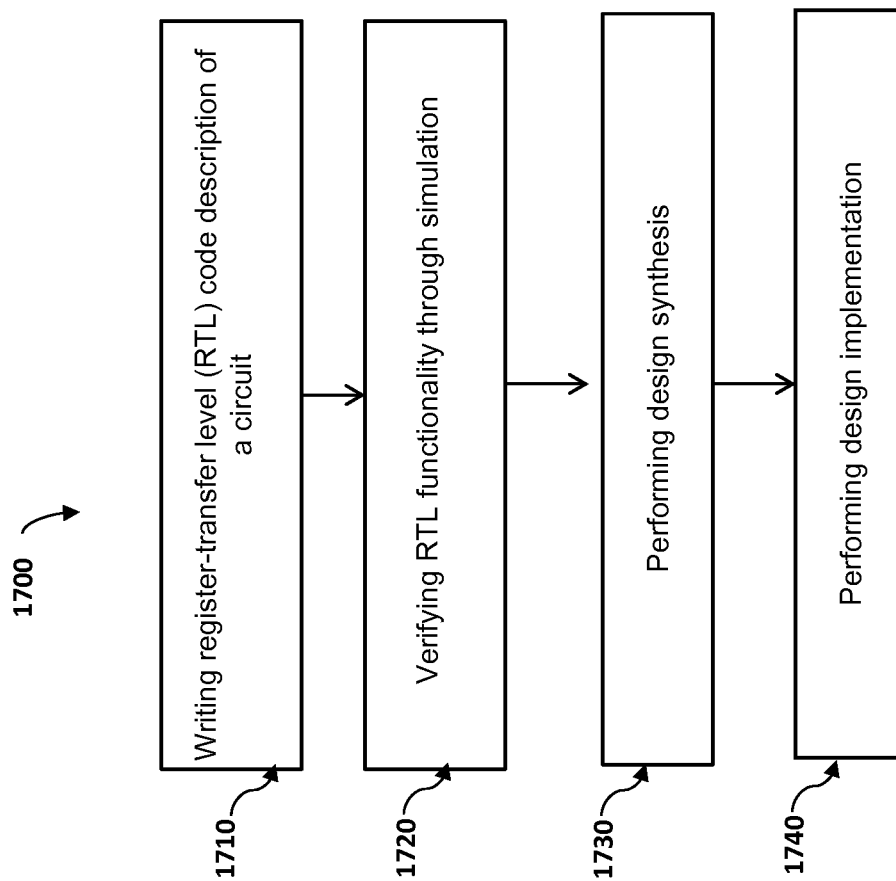 1700
1710
Writing register-transfer level (RTL) code description of
a circuit
1720
Verifying RTL functionality through simulation
1730
Performing design synthesis
1740
Performing design implementation